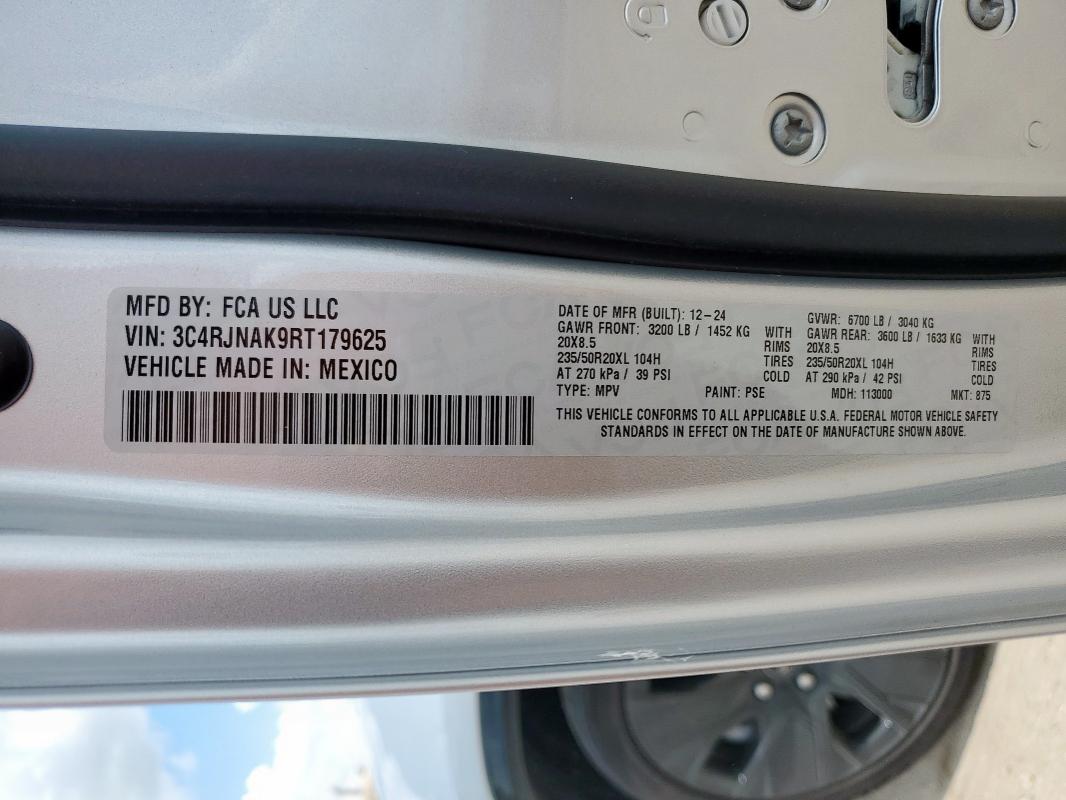 MFD BY: FCA US LLC
VIN: 3C4RJNAK9RT179625
VEHICLE MADE IN: MEXICO
DATE OF MFR (BUILT): 12-24
GVWR: 6700 LB / 3040 KG
GAWR FRONT: 3200 LB / 1452 KG WITH
GAWR REAR: 3600 LB / 1633 KG WITH
20X8.5 RIMS
20X8.5 RIMS
235/50R20XL 104H TIRES
235/50R20XL 104H TIRES
AT 270 kPa / 39 PSI COLD
AT 290 kPa / 42 PSI COLD
TYPE: MPV PAINT: PSE MDH: 113000 MKT: 875
THIS VEHICLE CONFORMS TO ALL APPLICABLE U.S.A. FEDERAL MOTOR VEHICLE SAFETY
STANDARDS IN EFFECT ON THE DATE OF MANUFACTURE SHOWN ABOVE.